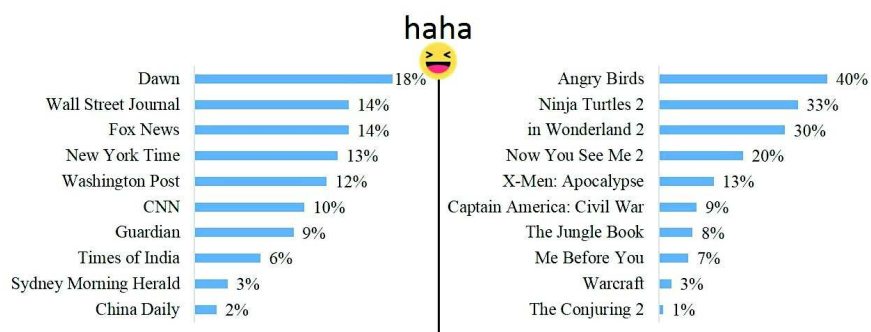 haha
Dawn 18%
Wall Street Journal 14%
Fox News 14%
New York Time 13%
Washington Post 12%
CNN 10%
Guardian 9%
Times of India 6%
Sydney Morning Herald 3%
China Daily 2%
Angry Birds 40%
Ninja Turtles 2 33%
in Wonderland 2 30%
Now You See Me 2 20%
X-Men: Apocalypse 13%
Captain America: Civil War 9%
The Jungle Book 8%
Me Before You 7%
Warcraft 3%
The Conjuring 2 1%